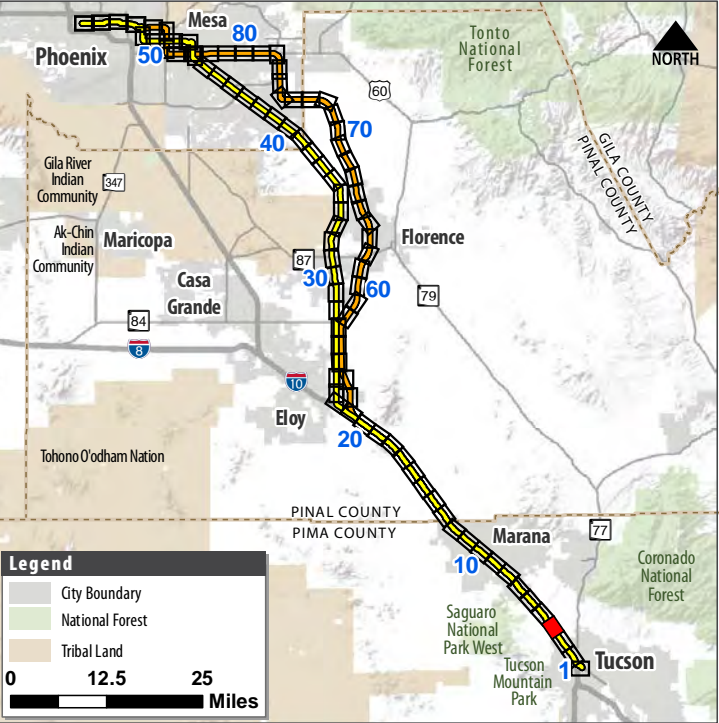 Mesa
80
Phoenix
50
Tonto
National
Forest
NORTH
60
70
40
GILA COUNTY
PINAL COUNTY
Gila River
Indian
Community
347
Ak-Chin
Indian
Community
Maricopa
Florence
87
30
60
Casa
Grande
79
84
8
10
Eloy
20
Tohono O'odham Nation
PINAL COUNTY
PIMA COUNTY
Marana
77
10
Coronado
National
Forest
Saguaro
National
Park West
Tucson
Mountain
Park
1
Tucson
Legend
City Boundary
National Forest
Tribal Land
0 12.5 25
Miles